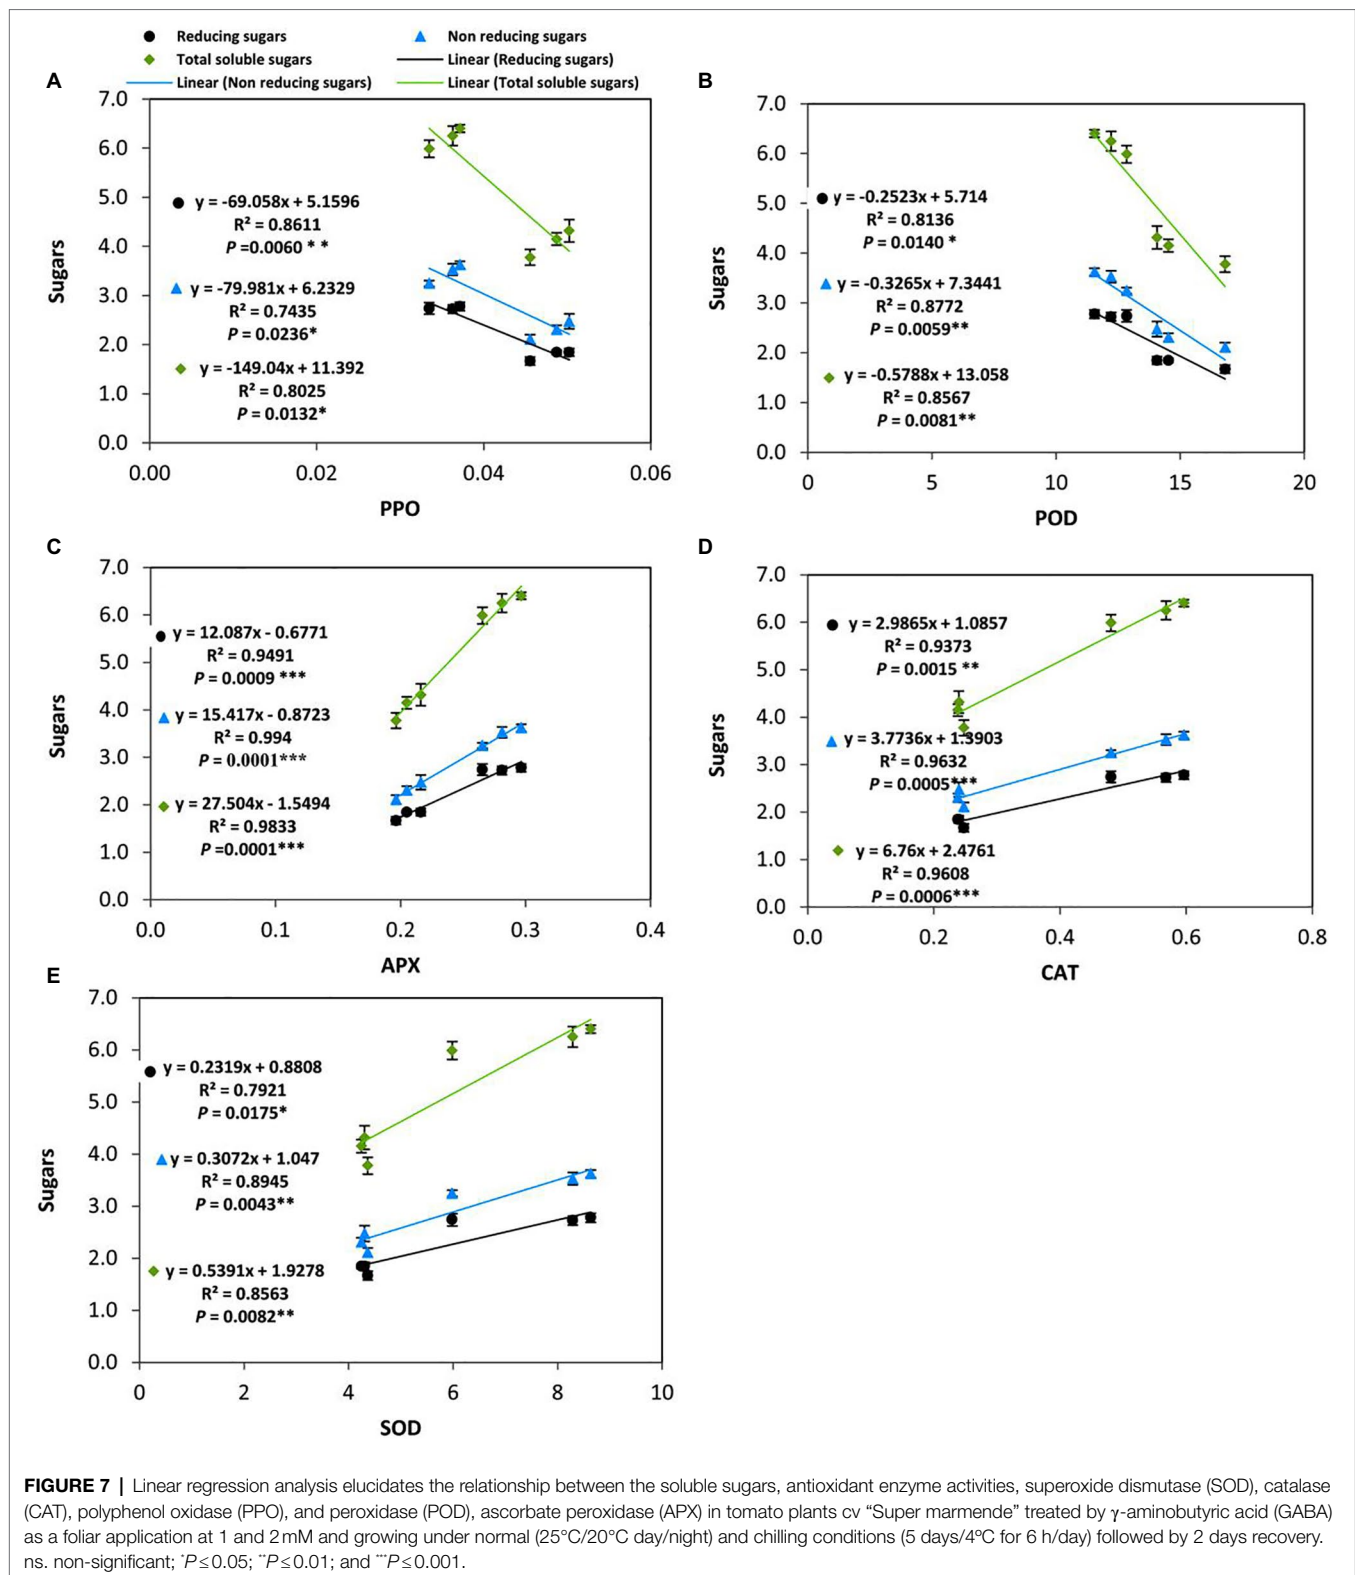 Reducing sugars
Non reducing sugars
Total soluble sugars
Linear (Reducing sugars)
Linear (Non reducing sugars)
Linear (Total soluble sugars)
A
7.0
6.0
5.0
4.0
3.0
2.0
1.0
0.0
Sugars
y = -69.058x + 5.1596
R² = 0.8611
P =0.0060 * *
y = -79.981x + 6.2329
R² = 0.7435
P = 0.0236*
y = -149.04x + 11.392
R² = 0.8025
P = 0.0132*
0.00 0.02 0.04 0.06
PPO
B
7.0
6.0
5.0
4.0
3.0
2.0
1.0
0.0
Sugars
y = -0.2523x + 5.714
R² = 0.8136
P = 0.0140 *
y = -0.3265x + 7.3441
R² = 0.8772
P = 0.0059**
y = -0.5788x + 13.058
R² = 0.8567
P = 0.0081**
0 5 10 15 20
POD
C
7.0
6.0
5.0
4.0
3.0
2.0
1.0
0.0
Sugars
y = 12.087x - 0.6771
R² = 0.9491
P = 0.0009 ***
y = 15.417x - 0.8723
R² = 0.994
P = 0.0001***
y = 27.504x - 1.5494
R² = 0.9833
P =0.0001***
0.0 0.1 0.2 0.3 0.4
APX
D
7.0
6.0
5.0
4.0
3.0
2.0
1.0
0.0
Sugars
y = 2.9865x + 1.0857
R² = 0.9373
P = 0.0015 **
y = 3.7736x + 1.3903
R² = 0.9632
P = 0.0005***
y = 6.76x + 2.4761
R² = 0.9608
P = 0.0006***
0.0 0.2 0.4 0.6 0.8
CAT
E
7.0
6.0
5.0
4.0
3.0
2.0
1.0
0.0
Sugars
y = 0.2319x + 0.8808
R² = 0.7921
P = 0.0175*
y = 0.3072x + 1.047
R² = 0.8945
P = 0.0043**
y = 0.5391x + 1.9278
R² = 0.8563
P = 0.0082**
0 2 4 6 8 10
SOD
FIGURE 7 | Linear regression analysis elucidates the relationship between the soluble sugars, antioxidant enzyme activities, superoxide dismutase (SOD), catalase
(CAT), polyphenol oxidase (PPO), and peroxidase (POD), ascorbate peroxidase (APX) in tomato plants cv “Super marmende” treated by γ-aminobutyric acid (GABA)
as a foliar application at 1 and 2 mM and growing under normal (25°C/20°C day/night) and chilling conditions (5 days/4°C for 6 h/day) followed by 2 days recovery.
ns. non-significant; *P ≤ 0.05; **P ≤ 0.01; and ***P ≤ 0.001.